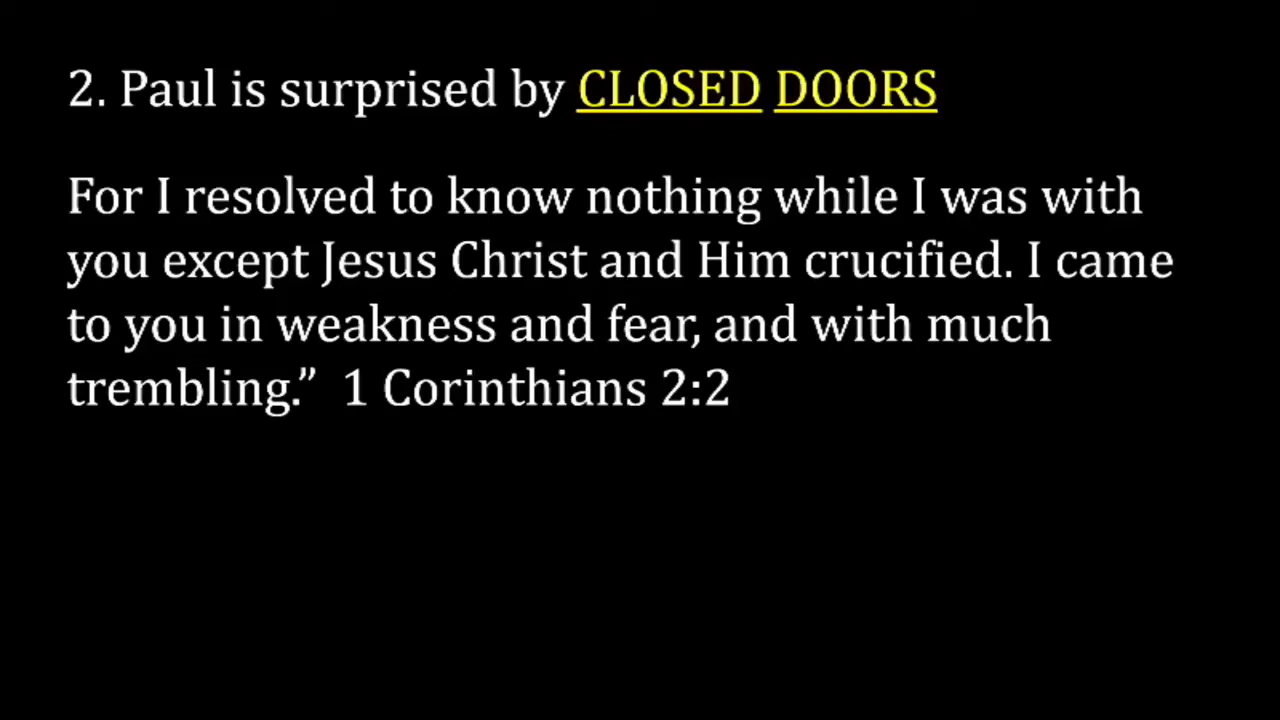 2. Paul is surprised by CLOSED DOORS
For I resolved to know nothing while I was with
you except Jesus Christ and Him crucified. I came
to you in weakness and fear, and with much
trembling.”  1 Corinthians 2:2